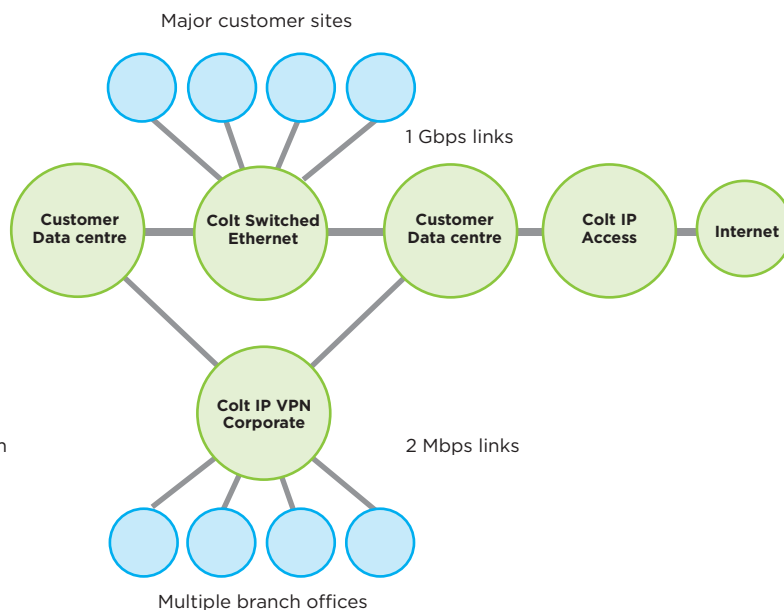 Major customer sites
1 Gbps links
Customer
Data centre
Colt Switched
Ethernet
Customer
Data centre
Colt IP
Access
Internet
Colt IP VPN
Corporate
2 Mbps links
Multiple branch offices